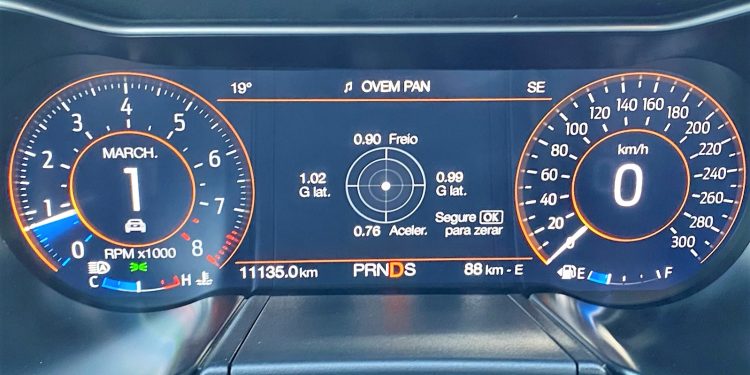 19° ♫ OVEM PAN SE
0 1 2 3 4 5 6 7 8
MARCH.
1
RPM x1000
C H
0.90 Freio
1.02
G lat.
0.99
G lat.
0.76 Aceler.
Segure OK
para zerar
11135.0 km PRNDS 88 km - E
0 20 40 60 80 100 120 140 160 180 200 220 240 260 280 300
km/h
0
E F